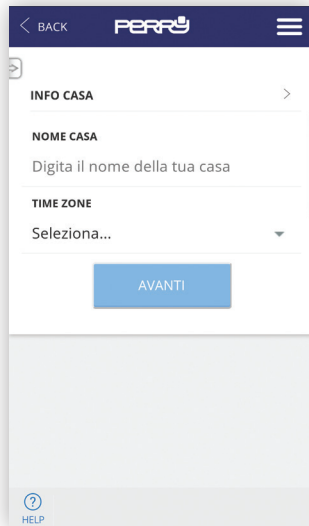 BACK
PERRY
INFO CASA
NOME CASA
Digita il nome della tua casa
TIME ZONE
Seleziona...
AVANTI
?
HELP